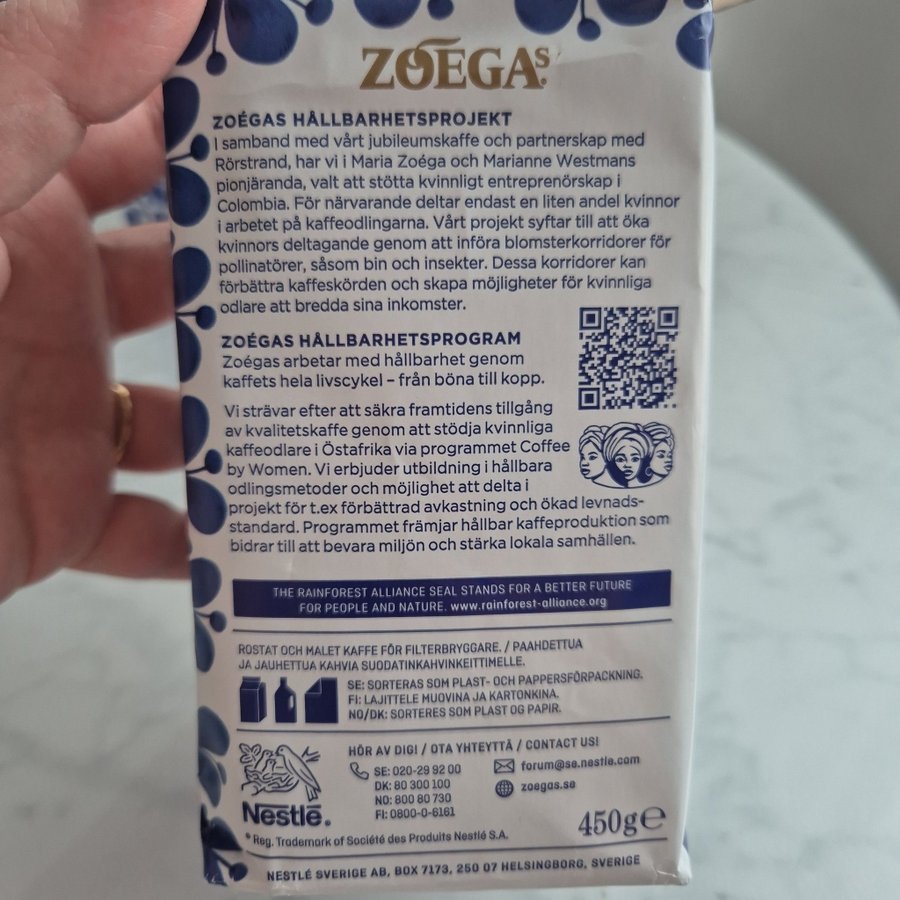 ZOÉGAS.
ZOÉGAS HÅLLBARHETSPROJEKT
I samband med vårt jubileumskaffe och partnerskap med
Rörstrand, har vi i Maria Zoéga och Marianne Westmans
pionjäranda, valt att stötta kvinnligt entreprenörskap i
Colombia. För närvarande deltar endast en liten andel kvinnor
i arbetet på kaffeodlingarna. Vårt projekt syftar till att öka
kvinnors deltagande genom att införa blomsterkorridorer för
pollinatörer, såsom bin och insekter. Dessa korridorer kan
förbättra kaffeskörden och skapa möjligheter för kvinnliga
odlare att bredda sina inkomster.
ZOÉGAS HÅLLBARHETSPROGRAM
Zoégas arbetar med hållbarhet genom
kaffets hela livscykel – från böna till kopp.
Vi strävar efter att säkra framtidens tillgång
av kvalitetskaffe genom att stödja kvinnliga
kaffeodlare i Östafrika via programmet Coffee
by Women. Vi erbjuder utbildning i hållbara
odlingsmetoder och möjlighet att delta i
projekt för t.ex förbättrad avkastning och ökad levnads-
standard. Programmet främjar hållbar kaffeproduktion som
bidrar till att bevara miljön och stärka lokala samhällen.
THE RAINFOREST ALLIANCE SEAL STANDS FOR A BETTER FUTURE
FOR PEOPLE AND NATURE. www.rainforest-alliance.org
ROSTAT OCH MALET KAFFE FÖR FILTERBRYGGARE. / PAAHDETTUA
JA JAUHETTUA KAHVIA SUODATINKAHVINKEITTIMELLE.
SE: SORTERAS SOM PLAST- OCH PAPPERSFÖRPACKNING.
FI: LAJITTELE MUOVINA JA KARTONKINA.
NO/DK: SORTERES SOM PLAST OG PAPIR.
HÖR AV DIG! / OTA YHTEYTTÄ / CONTACT US!
SE: 020-29 92 00
DK: 80 300 100
NO: 800 80 730
FI: 0800-0-6161
forum@se.nestle.com
zoegas.se
Nestlé®
450g℮
® Reg. Trademark of Société des Produits Nestlé S.A.
NESTLÉ SVERIGE AB, BOX 7173, 250 07 HELSINGBORG, SVERIGE